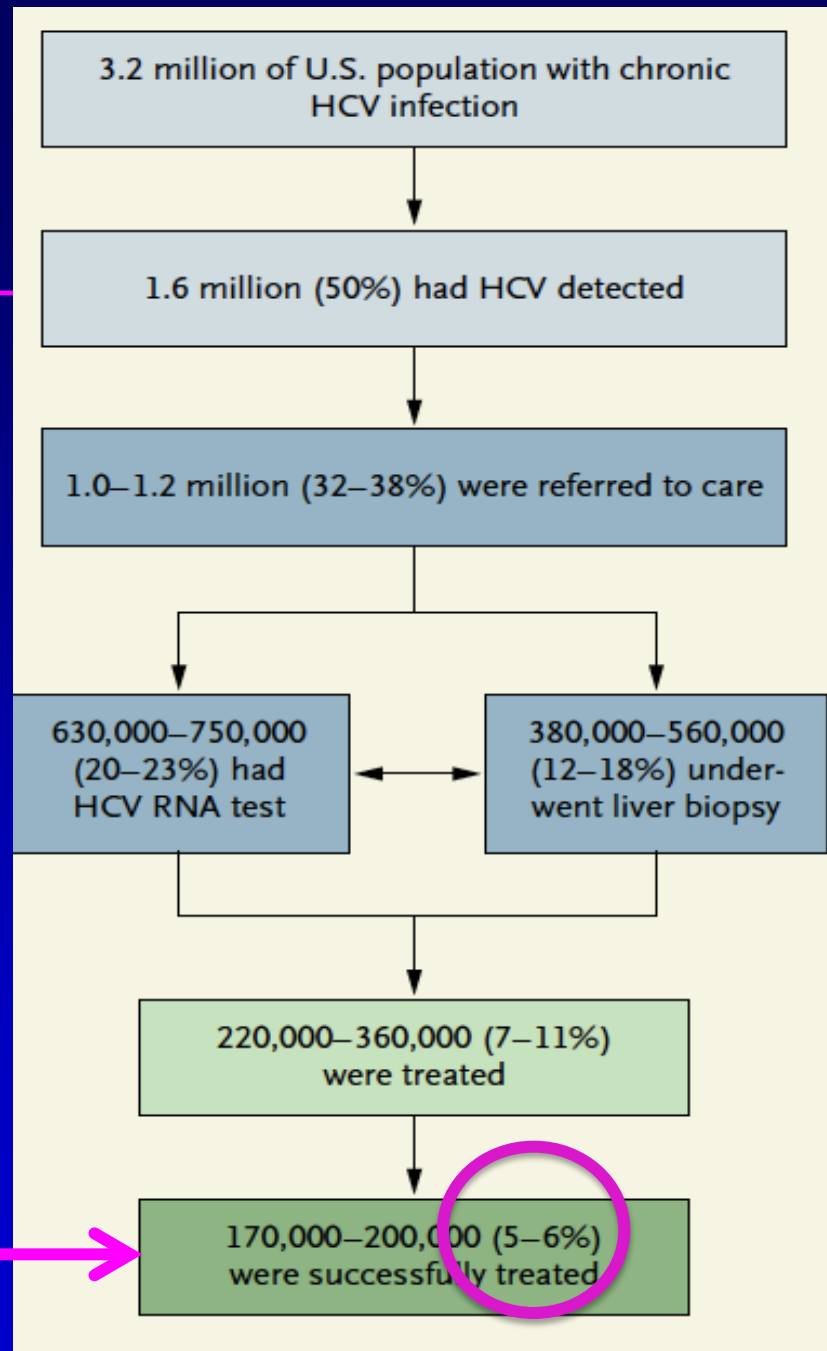 3.2 million of U.S. population with chronic
HCV infection
1.6 million (50%) had HCV detected
1.0–1.2 million (32–38%) were referred to care
630,000–750,000
(20–23%) had
HCV RNA test
380,000–560,000
(12–18%) under-
went liver biopsy
220,000–360,000 (7–11%)
were treated
170,000–200,000 (5–6%)
were successfully treated